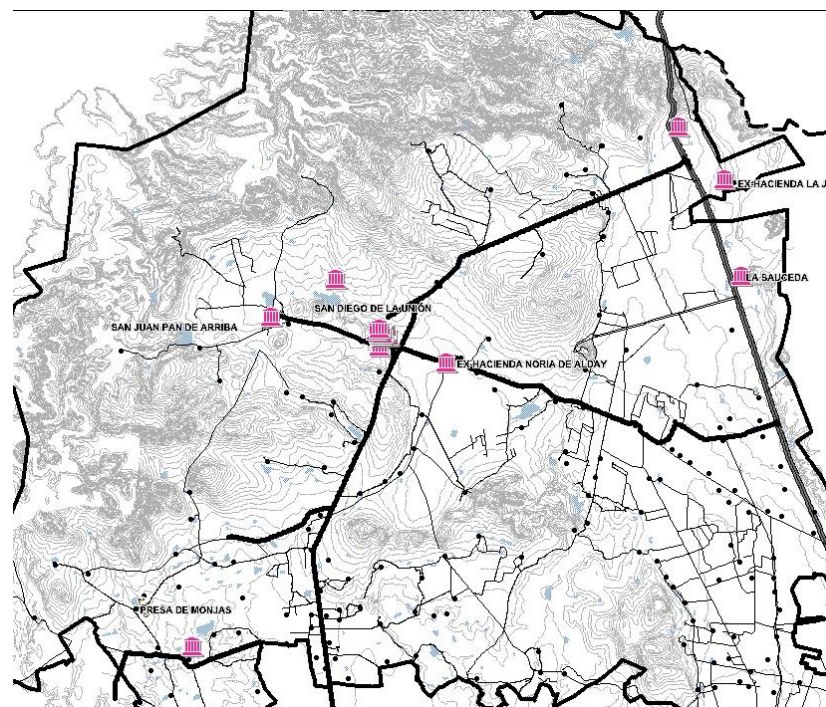 EX-HACIENDA LA J
LA SAUCEDA
SAN DIEGO DE LA UNIÓN
SAN JUAN PAN DE ARRIBA
EX-HACIENDA NORIA DE ALDAY
PRESA DE MONJAS